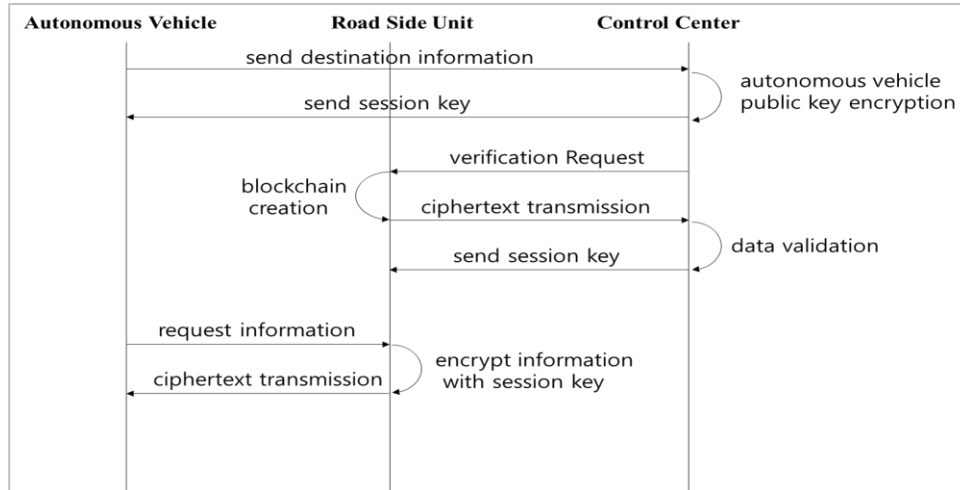 Autonomous Vehicle
Road Side Unit
Control Center
send destination information
autonomous vehicle
public key encryption
send session key
verification Request
blockchain
creation
ciphertext transmission
data validation
send session key
request information
encrypt information
with session key
ciphertext transmission